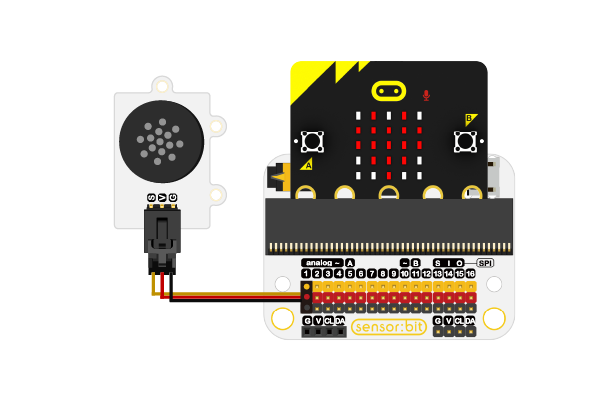 B
A
S V G
analog ~ A ~ B S I O SPI
1 2 3 4 5 6 7 8 9 10 11 12 13 14 15 16
G V CL DA sensor:bit G V CL DA